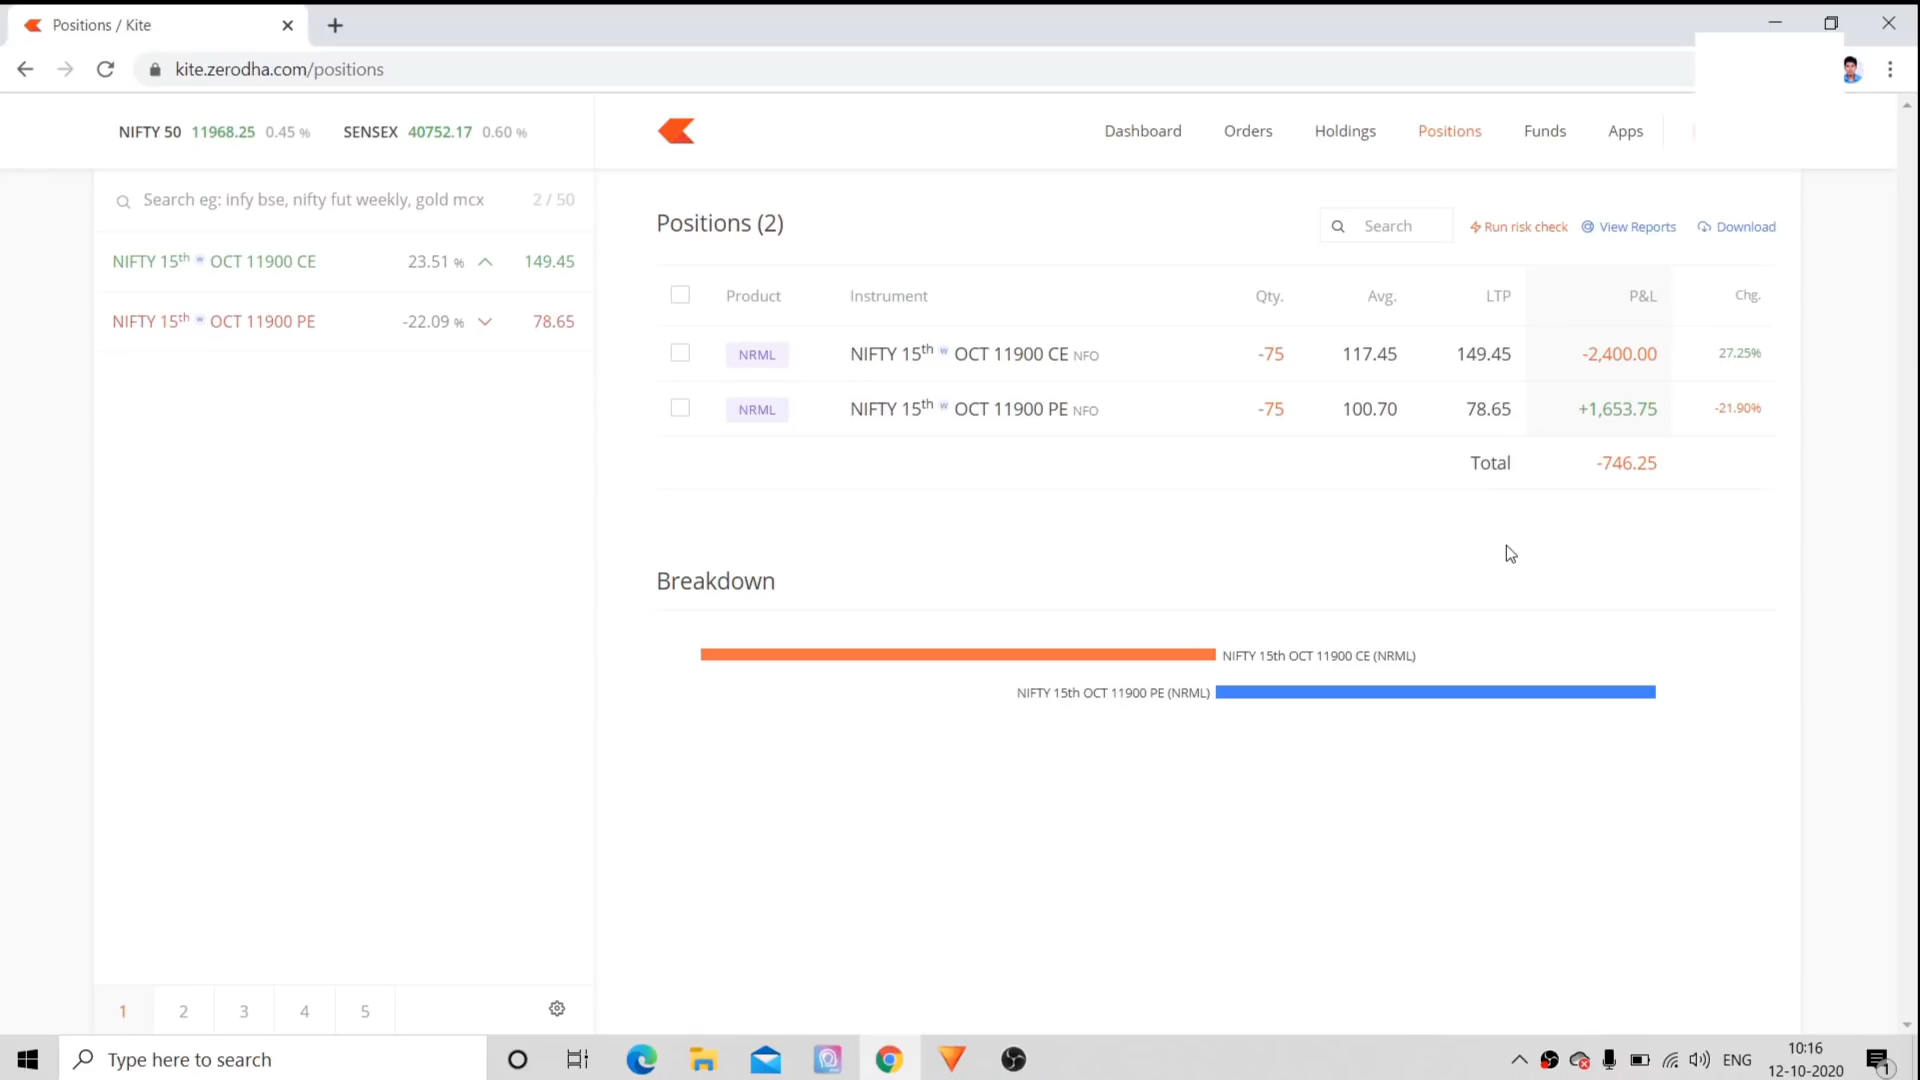 Positions / Kite
kite.zerodha.com/positions
NIFTY 50 11968.25 0.45 % SENSEX 40752.17 0.60 %
Dashboard Orders Holdings Positions Funds Apps
Search eg: infy bse, nifty fut weekly, gold mcx 2 / 50
NIFTY 15th w OCT 11900 CE 23.51 % 149.45
NIFTY 15th w OCT 11900 PE -22.09 % 78.65
Positions (2)
Search Run risk check View Reports Download
Product Instrument Qty. Avg. LTP P&L Chg.
NRML NIFTY 15th w OCT 11900 CE NFO -75 117.45 149.45 -2,400.00 27.25%
NRML NIFTY 15th w OCT 11900 PE NFO -75 100.70 78.65 +1,653.75 -21.90%
Total -746.25
Breakdown
NIFTY 15th OCT 11900 CE (NRML)
NIFTY 15th OCT 11900 PE (NRML)
1 2 3 4 5
Type here to search
ENG
10:16
12-10-2020
1